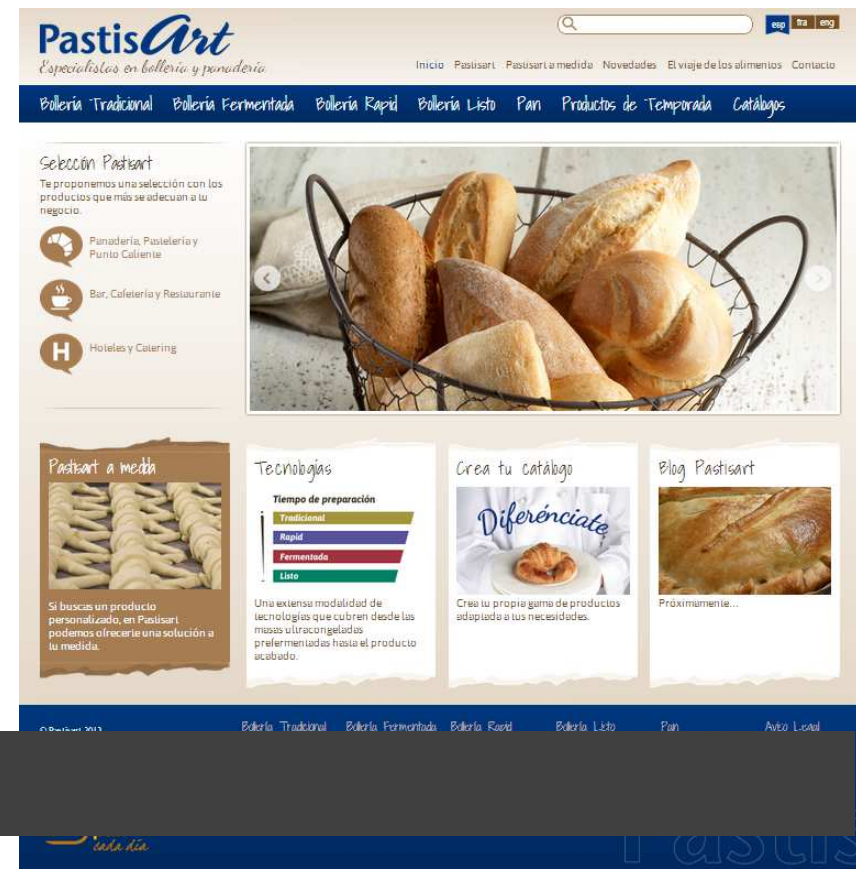 PastisArt
Especialistas en bollería y panadería
esp fra eng
Inicio Pastisart Pastisart a medida Novedades El viaje de los alimentos Contacto
Bollería Tradicional Bollería Fermentada Bollería Rapid Bollería Listo Pan Productos de Temporada Catálogos
Selección Pastisart
Te proponemos una selección con los
productos que más se adecuan a tu
negocio.
Panadería, Pastelería y
Punto Caliente
Bar, Cafetería y Restaurante
H
Hoteles y Catering
Pastisart a medida
Si buscas un producto
personalizado, en Pastisart
podemos ofrecerte una solución a
tu medida.
Tecnologías
Tiempo de preparación
Tradicional
Rapid
Fermentada
Listo
Una extensa modalidad de
tecnologías que cubren desde las
masas ultracongeladas
prefermentadas hasta el producto
acabado.
Crea tu catálogo
Diferénciate
Crea tu propia gama de productos
adaptada a tus necesidades.
Blog Pastisart
Próximamente...
© Pastisart 2013
Bollería Tradicional Bollería Fermentada Bollería Rapid Bollería Listo Pan Aviso Legal
cada día
Pastis